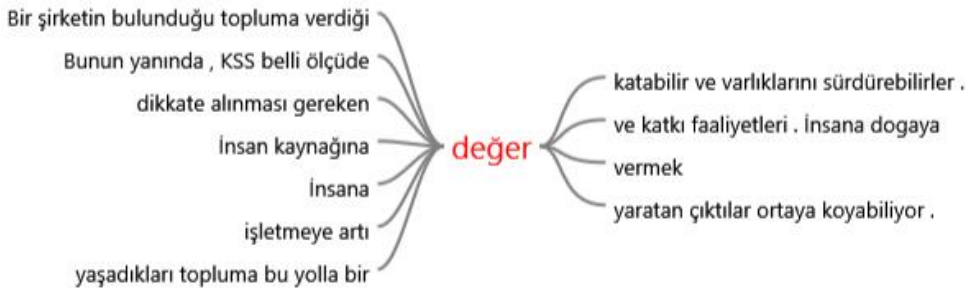 Bir şirketin bulunduğu topluma verdiği
Bunun yanında , KSS belli ölçüde
dikkate alınması gereken
İnsan kaynağına
İnsana
işletmeye artı
yaşadıkları topluma bu yolla bir
değer
katabilir ve varlıklarını sürdürebilirler .
ve katkı faaliyetleri . İnsana dogaya
vermek
yaratan çıktılar ortaya koyabiliyor .